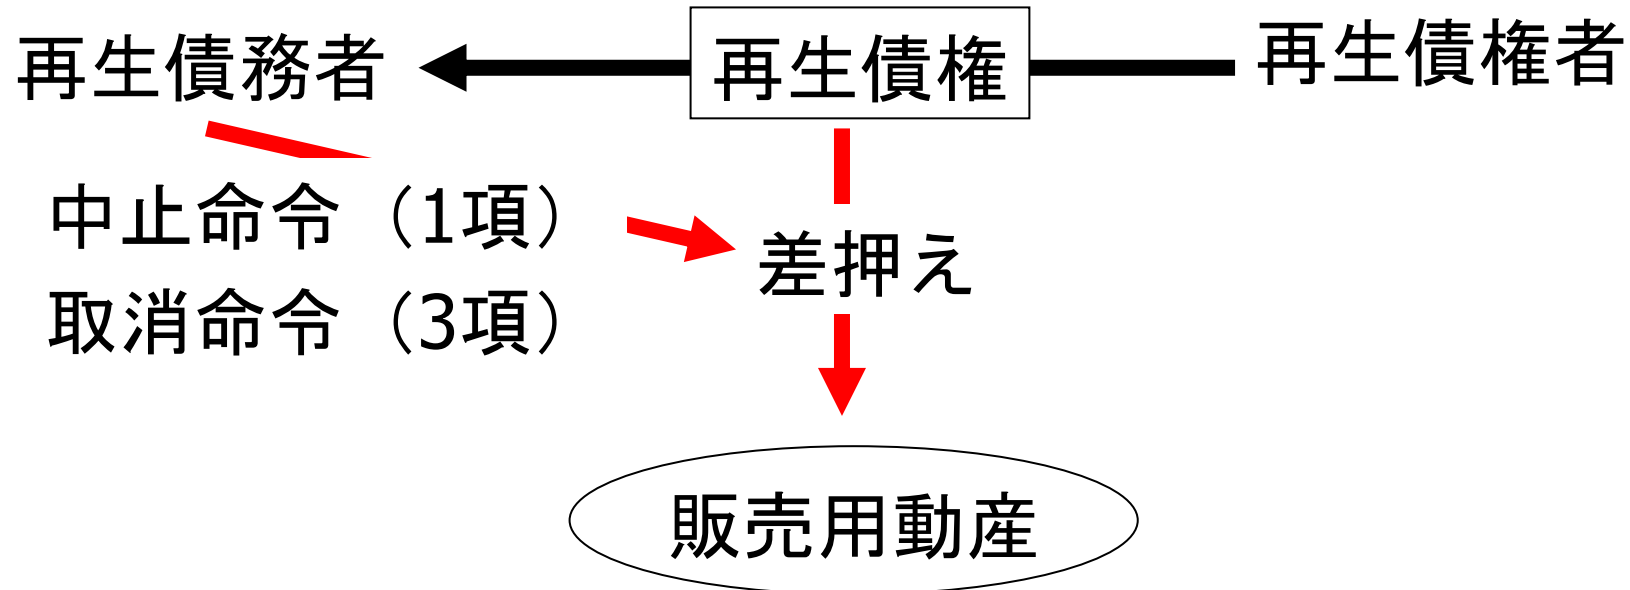 再生債務者
再生債権
再生債権者
中止命令（1項）
取消命令（3項）
差押え
販売用動産